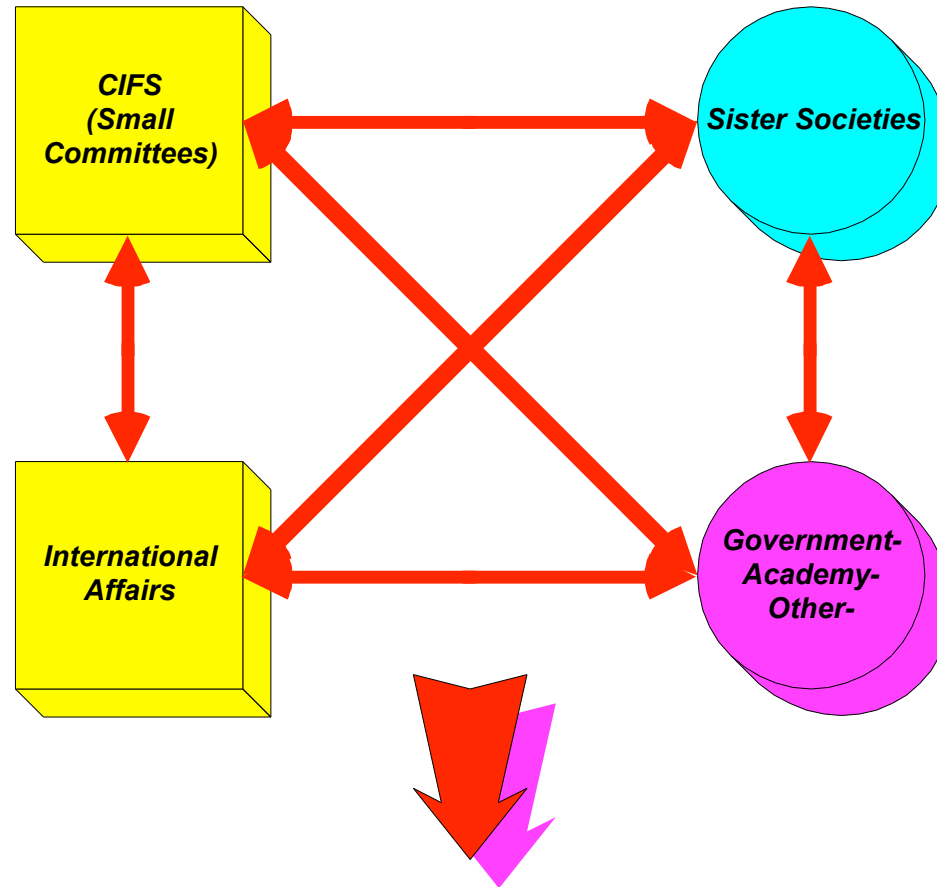 CIFS
(Small
Committees)
Sister Societies
International
Affairs
Government-
Academy-
Other-